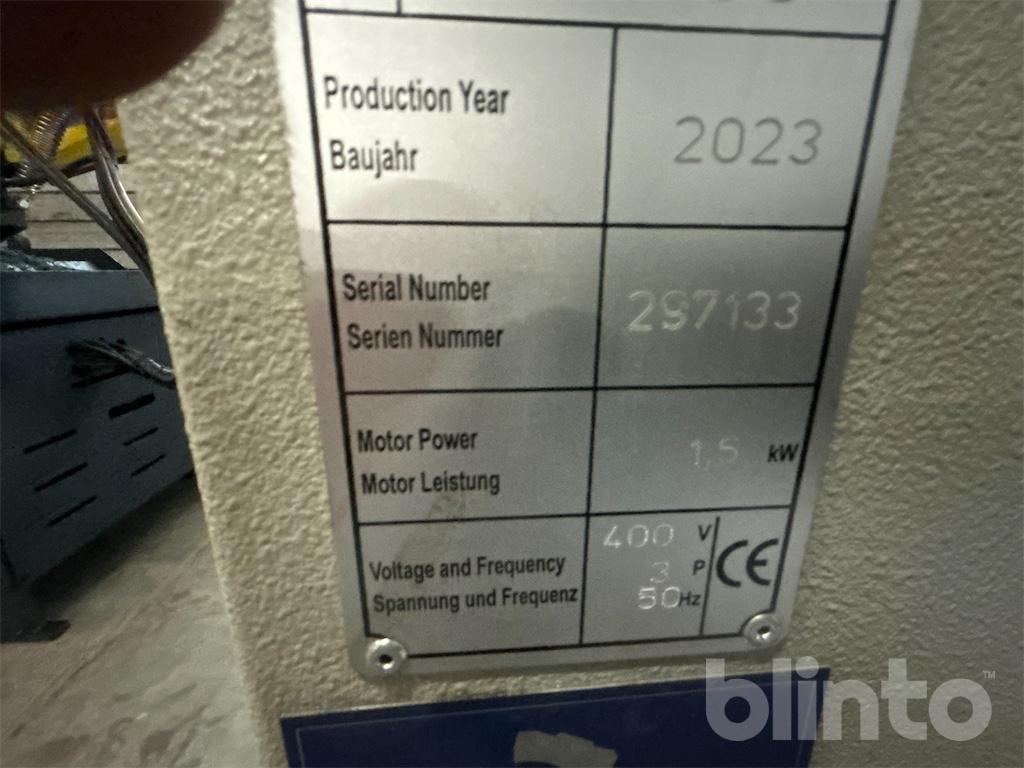 Production Year
Baujahr
2023
Serial Number
Serien Nummer
297133
Motor Power
Motor Leistung
1,5 kW
Voltage and Frequency
Spannung und Frequenz
400 V
3 P
50 Hz
CE
blinto™